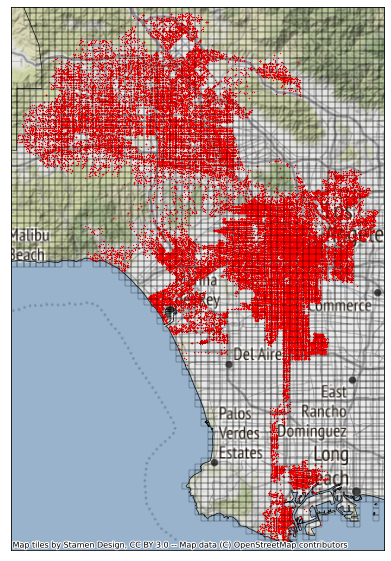 Malibu
Beach
Los
Commerce
Del Aire
East
Rancho
Dominguez
Palos
Verdes
Estates
Long
Beach
Map tiles by Stamen Design, CC BY 3.0 -- Map data (C) OpenStreetMap contributors